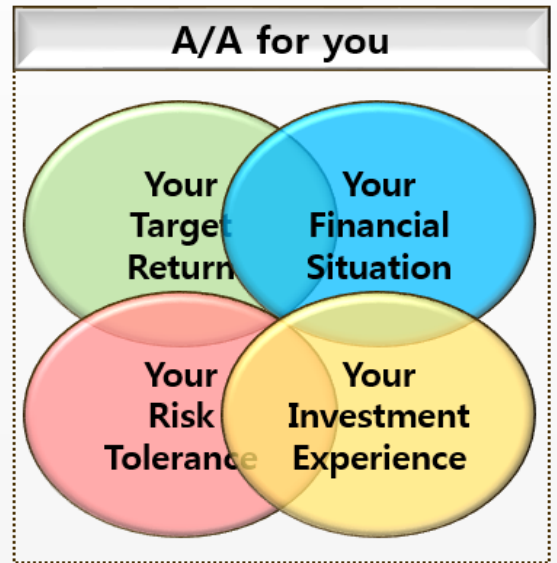 A/A for you
Your
Target
Return
Your
Financial
Situation
Your
Risk
Tolerance
Your
Investment
Experience